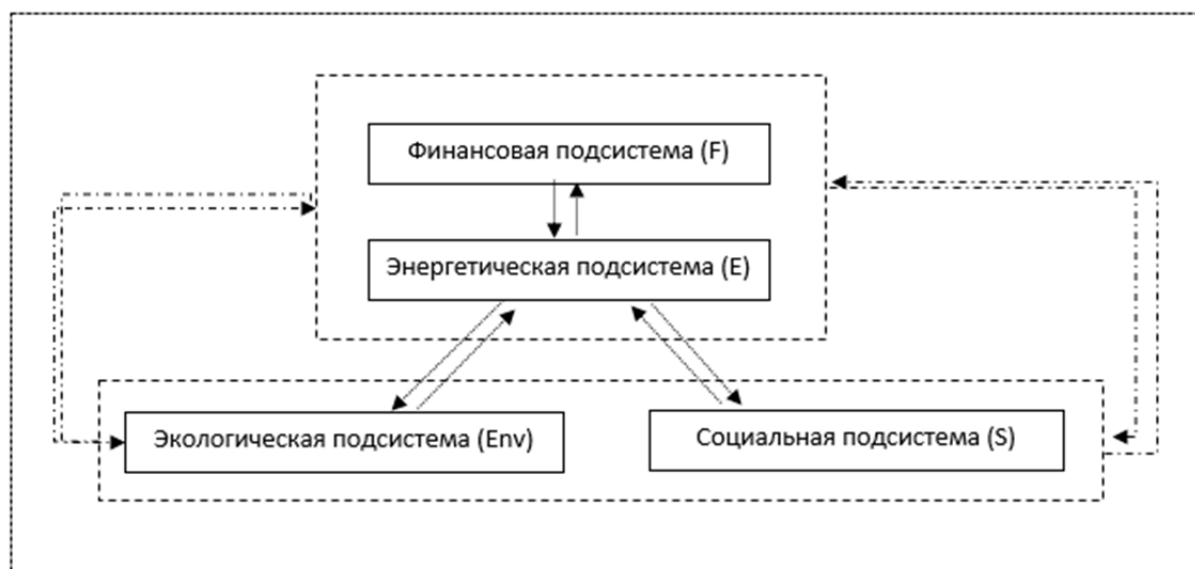 Финансовая подсистема (F)
Энергетическая подсистема (E)
Экологическая подсистема (Env)
Социальная подсистема (S)